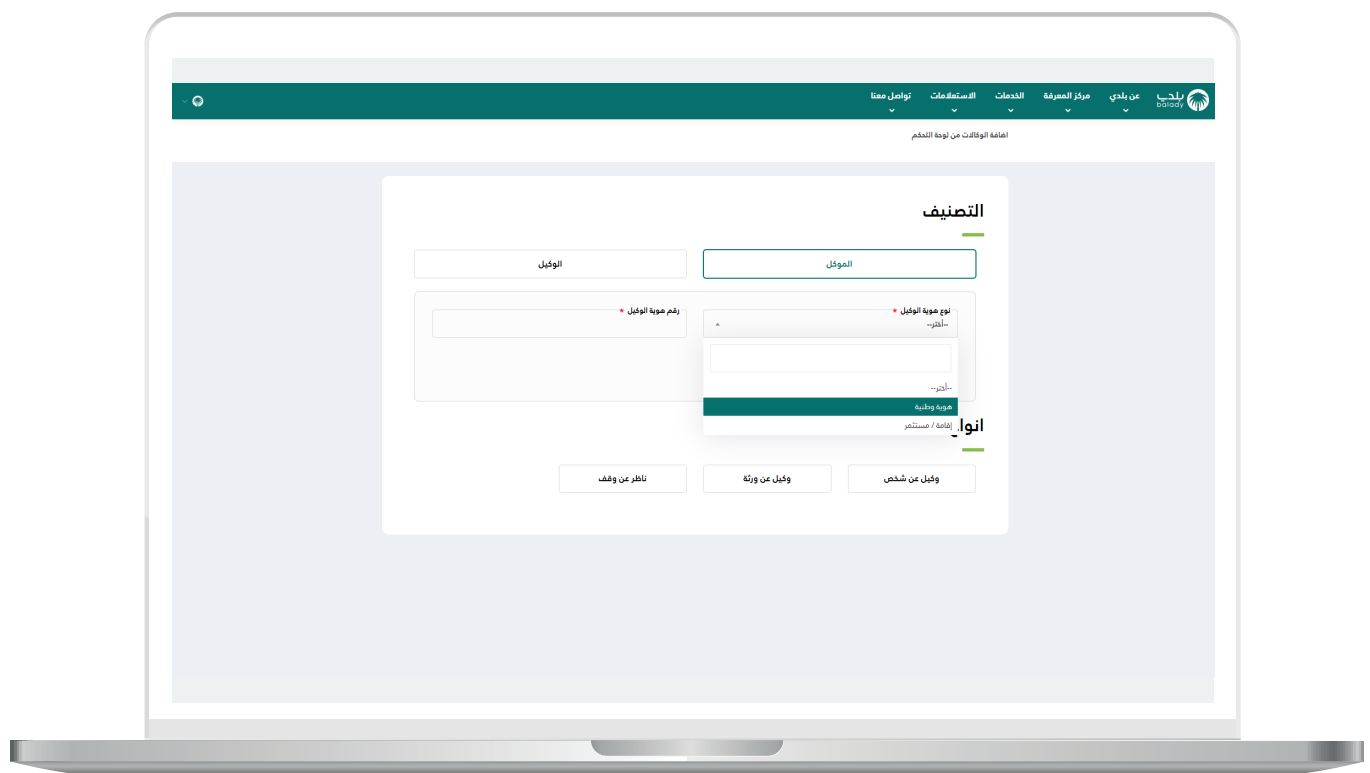 بلدي
balady
عن بلدي
مركز المعرفة
الخدمات
الاستعلامات
تواصل معنا
اضافة الوكالات من لوحة التحكم
التصنيف
الموكل
الوكيل
نوع هوية الوكيل *
--أختر--
رقم هوية الوكيل *
--أختر--
هوية وطنية
إقامة / مستثمر
وكيل عن شخص
وكيل عن ورثة
ناظر عن وقف